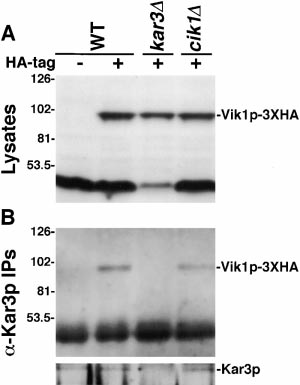 A
WT
kar3Δ
cik1Δ
HA-tag - + + +
Lysates
126-
102-
81-
53.5-
-Vik1p-3XHA
B
α-Kar3p IPs
126-
102-
81-
53.5-
-Vik1p-3XHA
-Kar3p